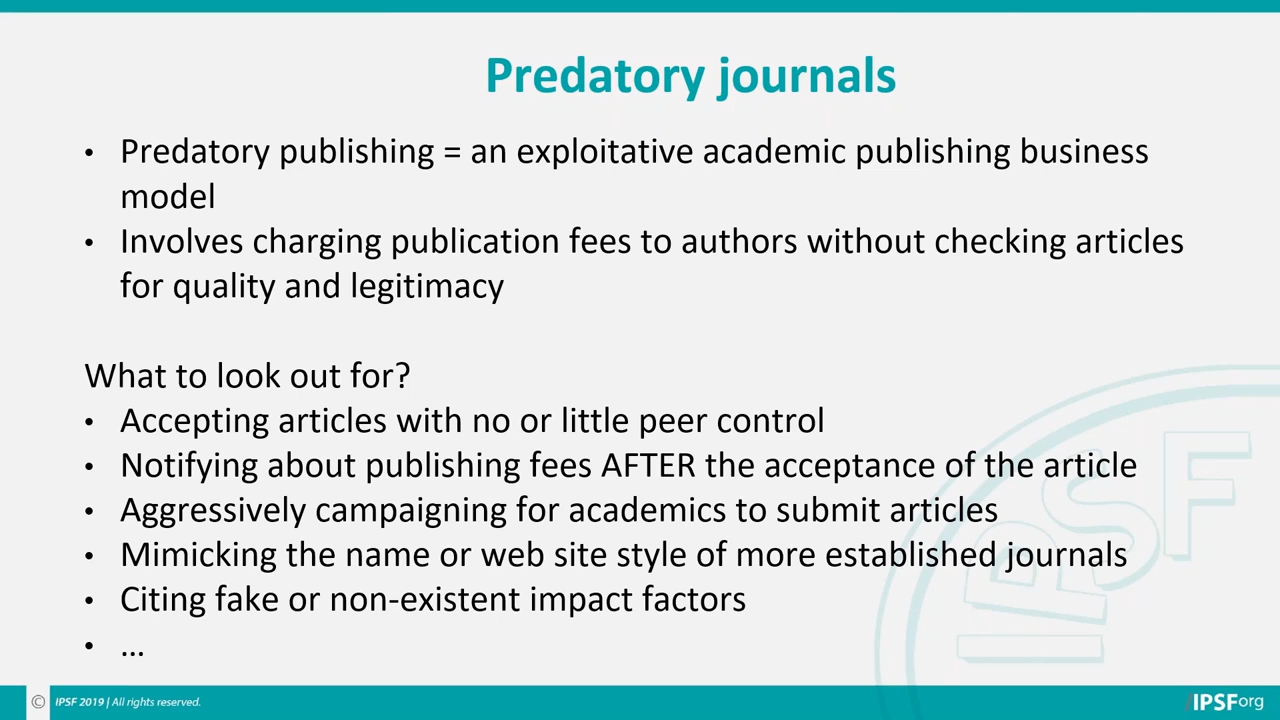 Predatory journals
• Predatory publishing = an exploitative academic publishing business
model
• Involves charging publication fees to authors without checking articles
for quality and legitimacy
What to look out for?
• Accepting articles with no or little peer control
• Notifying about publishing fees AFTER the acceptance of the article
• Aggressively campaigning for academics to submit articles
• Mimicking the name or web site style of more established journals
• Citing fake or non-existent impact factors
• ...
IPSF
© IPSF 2019 | All rights reserved.
/IPSForg